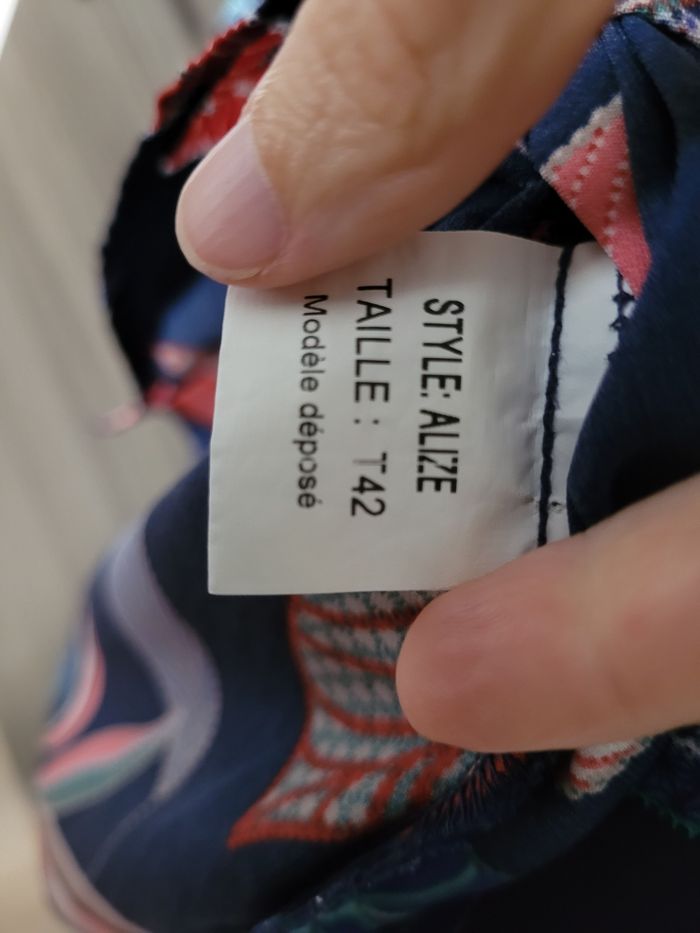 STYLE: ALIZE
TAILLE : T42
Modèle déposé